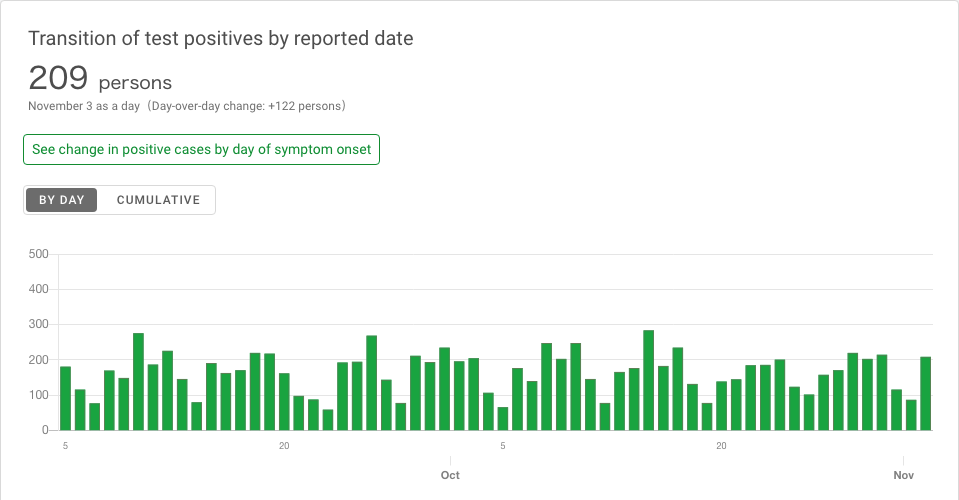 Transition of test positives by reported date
209 persons
November 3 as a day（Day-over-day change: +122 persons）
See change in positive cases by day of symptom onset
BY DAY CUMULATIVE
500
400
300
200
100
0
5 20 5 20
Oct Nov